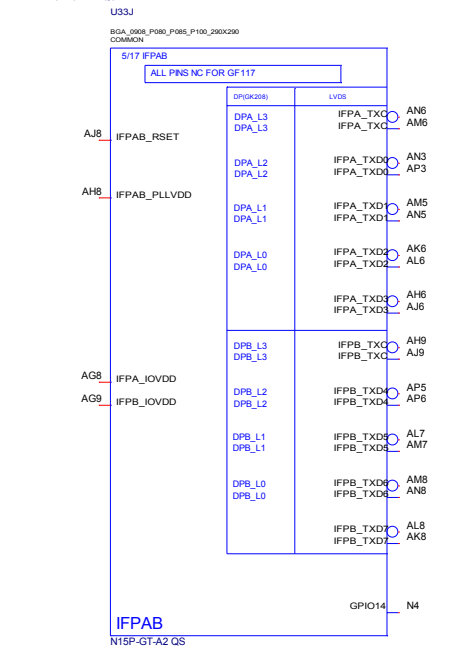 U33J
BGA_0908_P080_P085_P100_290X290
COMMON
5/17 IFPAB
ALL PINS NC FOR GF117
DP(GK208) LVDS
DPA_L3 IFPA_TXC AN6
DPA_L3 IFPA_TXC AM6
AJ8 IFPAB_RSET
DPA_L2 IFPA_TXD0 AN3
DPA_L2 IFPA_TXD0 AP3
AH8 IFPAB_PLLVDD
DPA_L1 IFPA_TXD1 AM5
DPA_L1 IFPA_TXD1 AN5
DPA_L0 IFPA_TXD2 AK6
DPA_L0 IFPA_TXD2 AL6
IFPA_TXD3 AH6
IFPA_TXD3 AJ6
DPB_L3 IFPB_TXC AH9
DPB_L3 IFPB_TXC AJ9
AG8 IFPA_IOVDD
DPB_L2 IFPB_TXD4 AP5
AG9 IFPB_IOVDD
DPB_L2 IFPB_TXD4 AP6
DPB_L1 IFPB_TXD5 AL7
DPB_L1 IFPB_TXD5 AM7
DPB_L0 IFPB_TXD6 AM8
DPB_L0 IFPB_TXD6 AN8
IFPB_TXD7 AL8
IFPB_TXD7 AK8
GPIO14 N4
IFPAB
N15P-GT-A2 QS